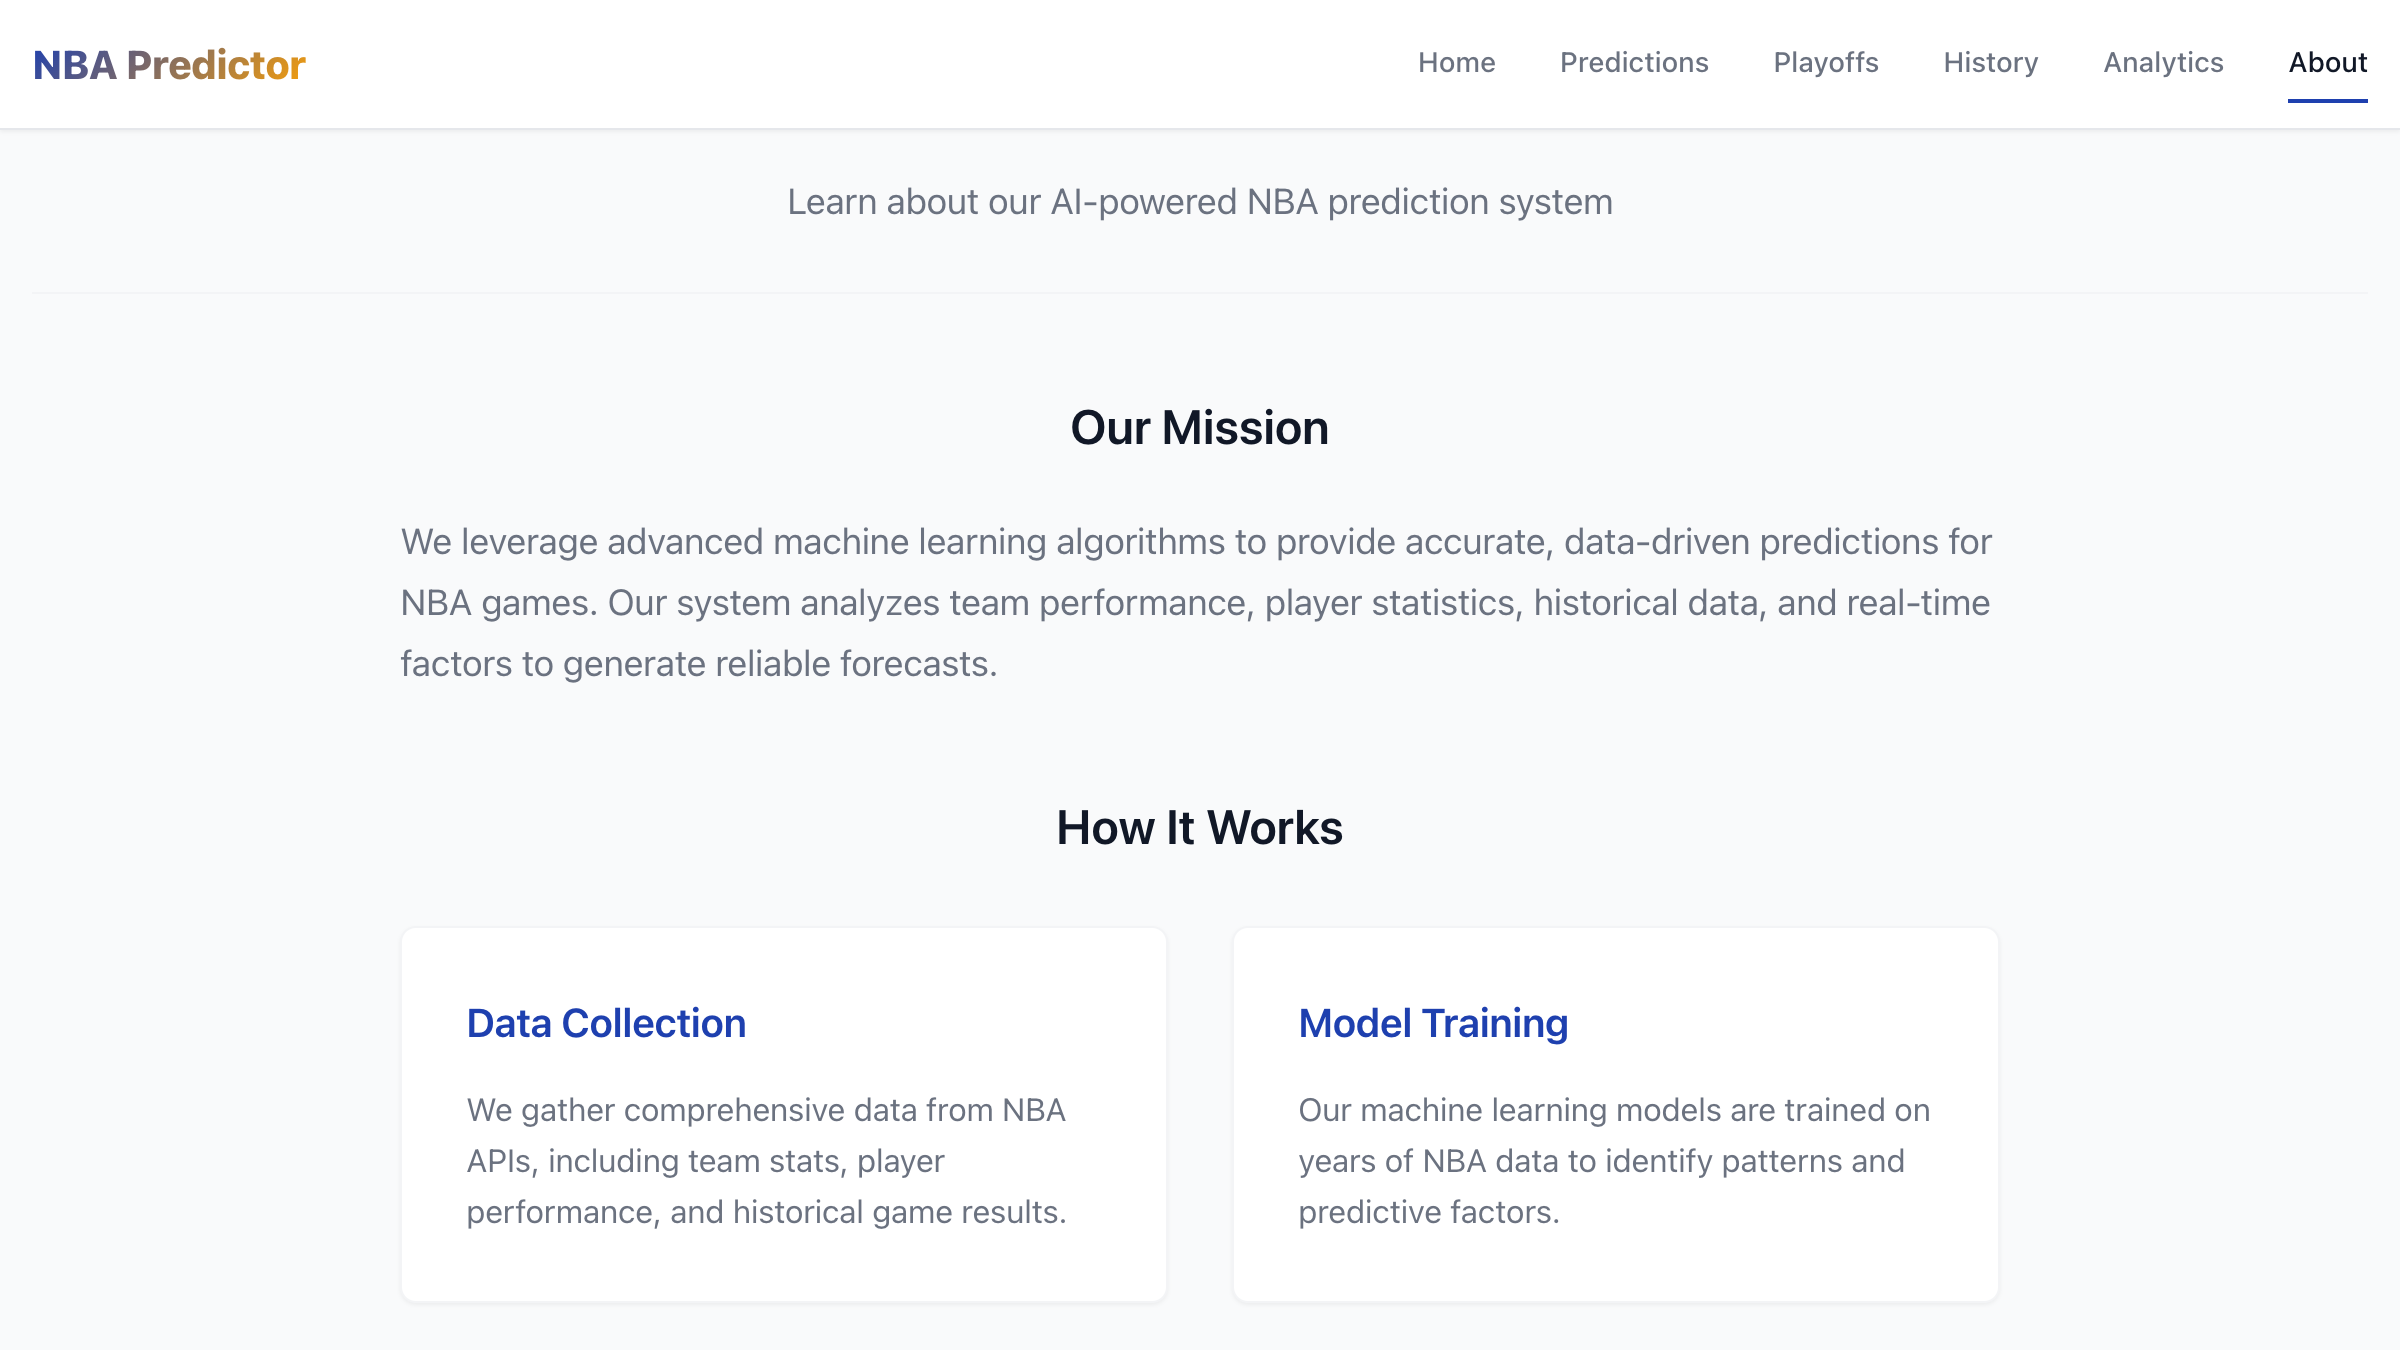 NBA Predictor
Home
Predictions
Playoffs
History
Analytics
About
Learn about our AI-powered NBA prediction system
Our Mission
We leverage advanced machine learning algorithms to provide accurate, data-driven predictions for
NBA games. Our system analyzes team performance, player statistics, historical data, and real-time
factors to generate reliable forecasts.
How It Works
Data Collection
We gather comprehensive data from NBA
APIs, including team stats, player
performance, and historical game results.
Model Training
Our machine learning models are trained on
years of NBA data to identify patterns and
predictive factors.